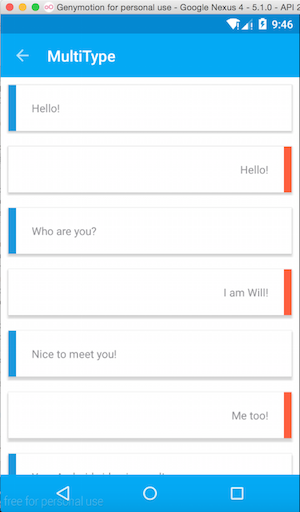 Genymotion for personal use - Google Nexus 4 - 5.1.0 - API 2
9:46
MultiType
Hello!
Hello!
Who are you?
I am Will!
Nice to meet you!
Me too!
free for personal use